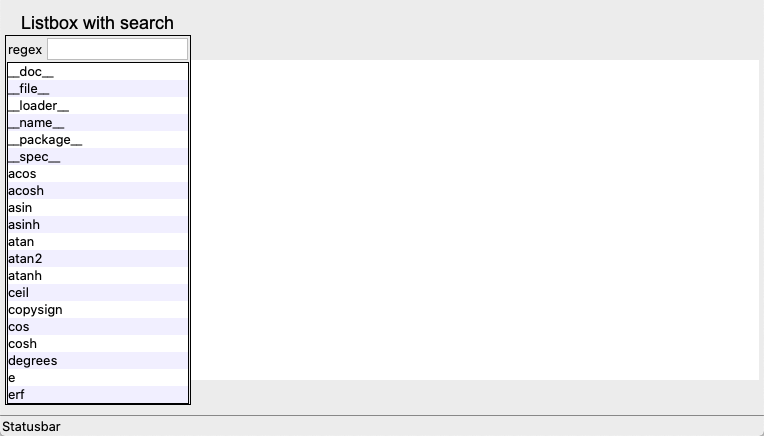 Listbox with search
regex
__doc__
__file__
__loader__
__name__
__package__
__spec__
acos
acosh
asin
asinh
atan
atan2
atanh
ceil
copysign
cos
cosh
degrees
e
erf
Statusbar